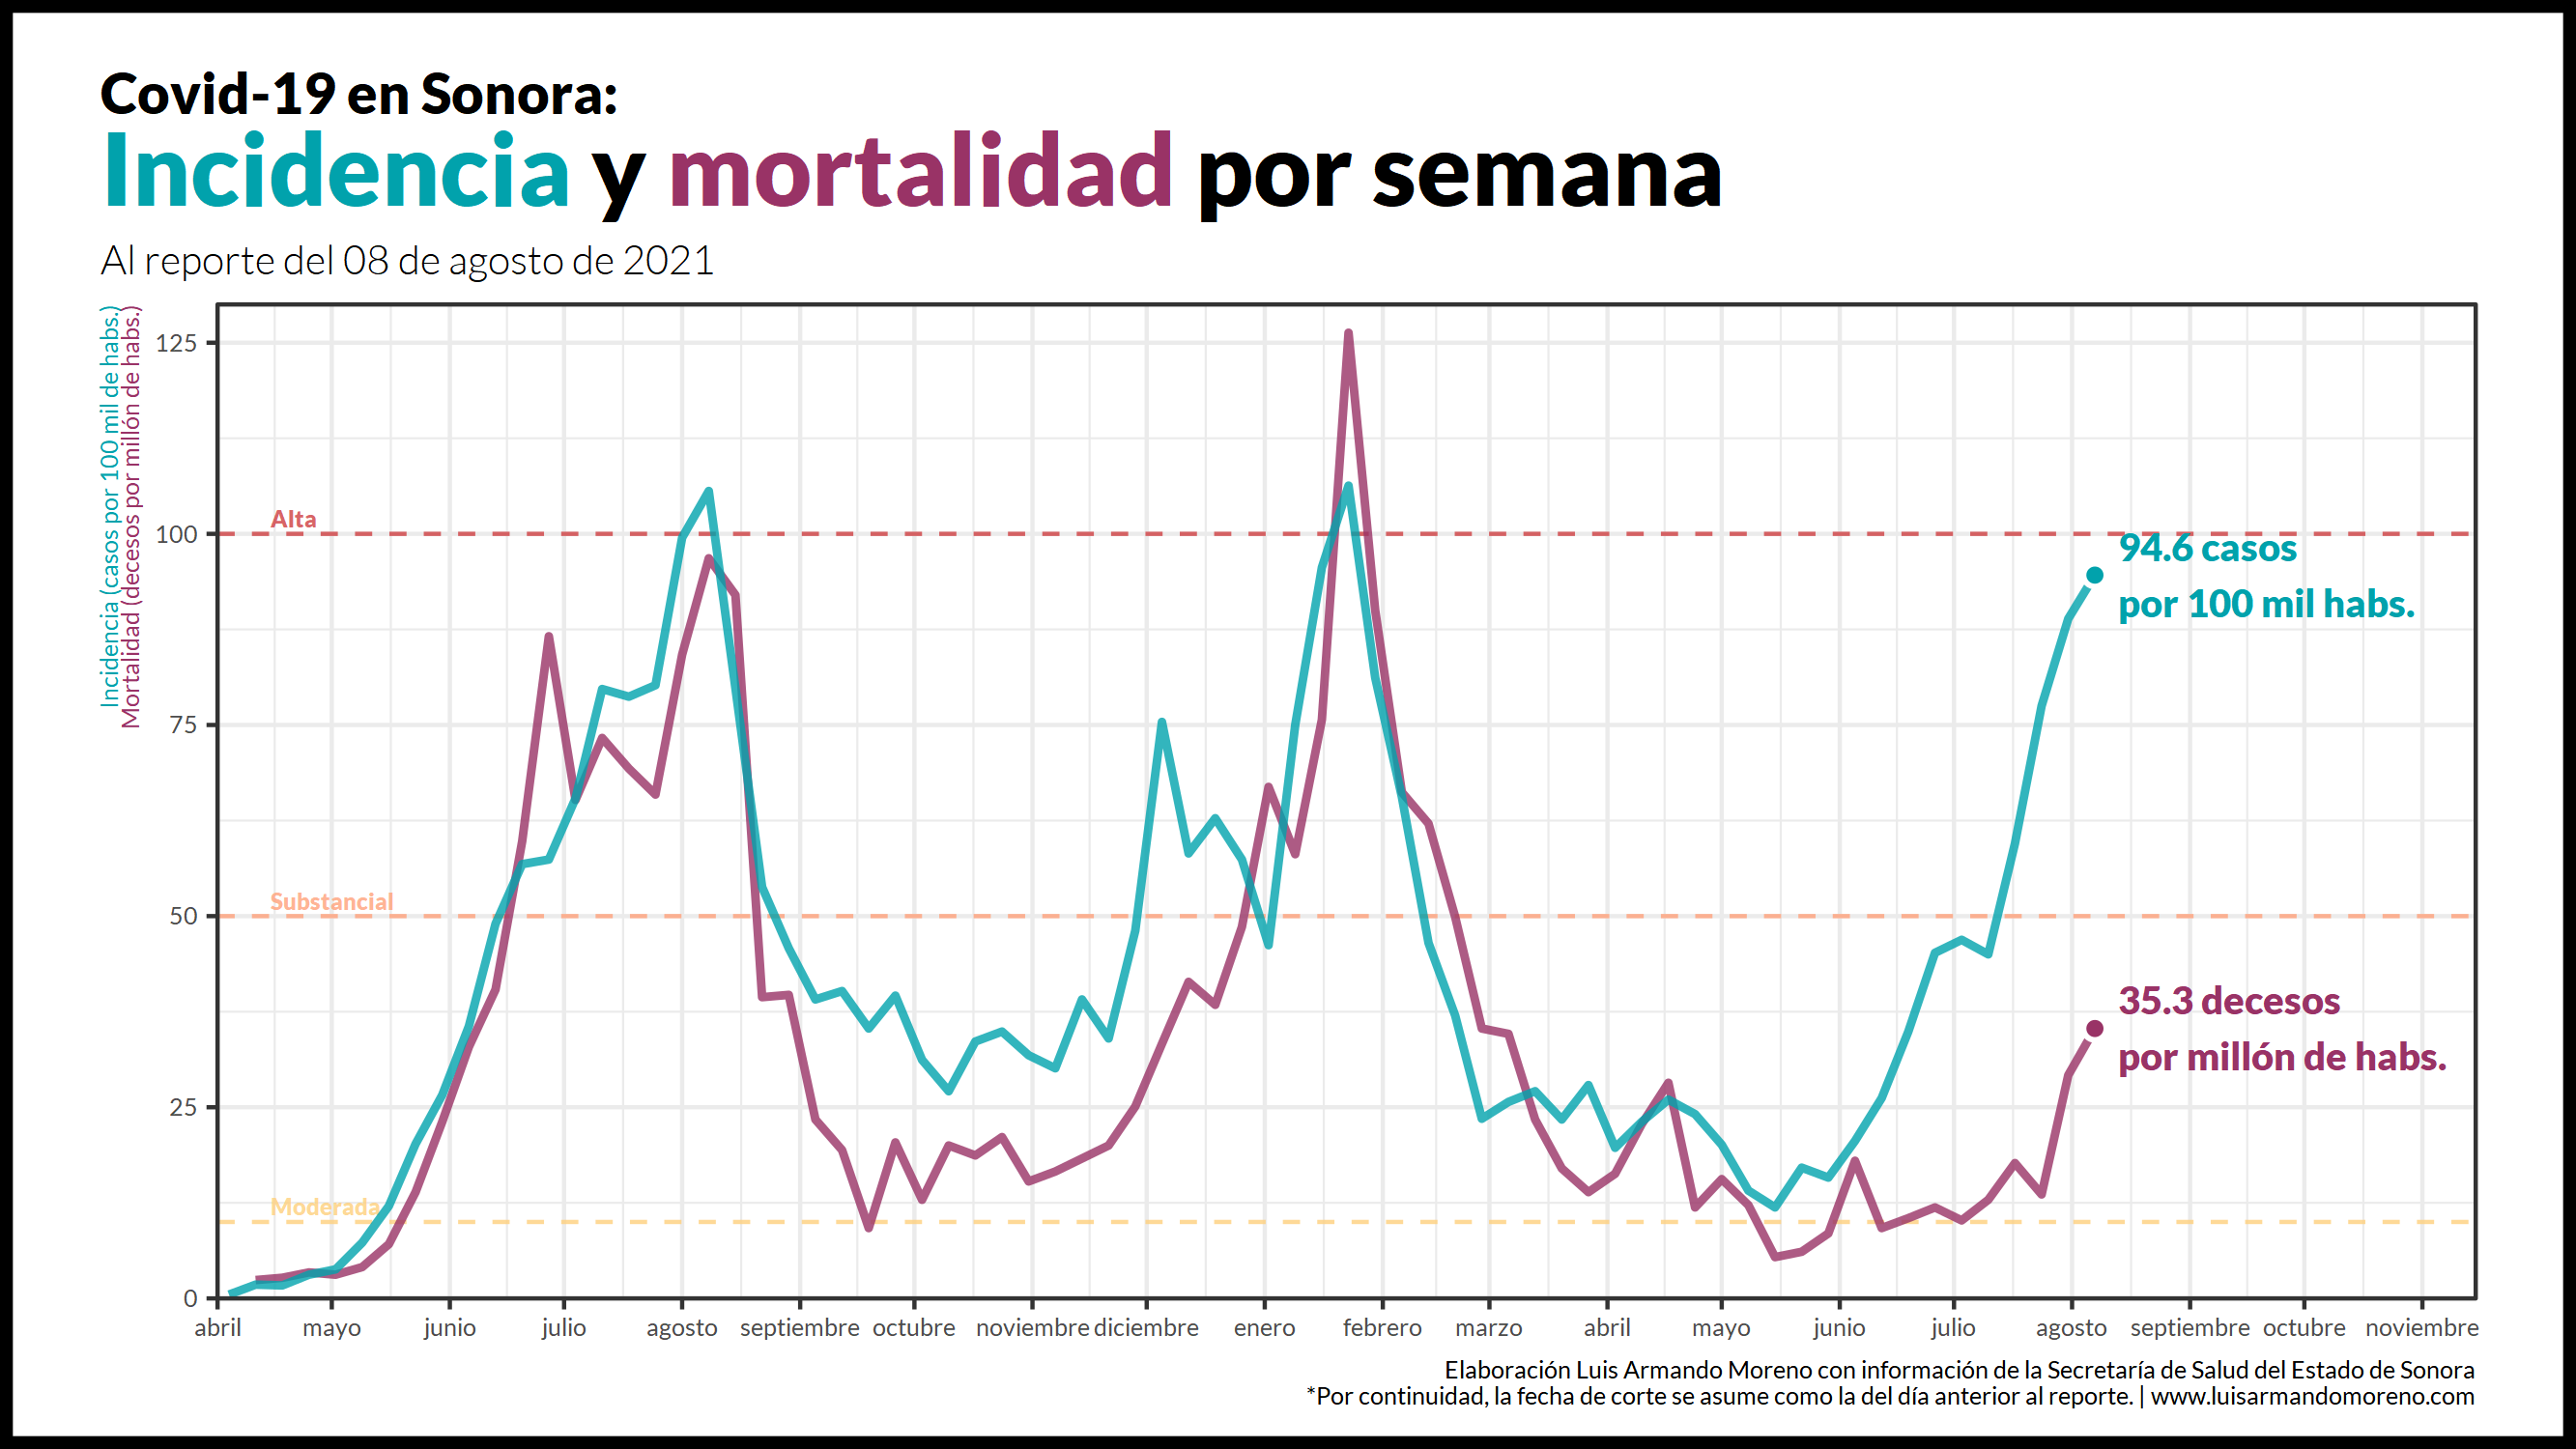 Covid-19 en Sonora:
Incidencia y mortalidad por semana
Al reporte del 08 de agosto de 2021
Incidencia (casos por 100 mil de habs.)
Mortalidad (decesos por millón de habs.)
125
100
75
50
25
0
Alta
Substancial
Moderada
94.6 casos
por 100 mil habs.
35.3 decesos
por millón de habs.
abril mayo junio julio agosto septiembre octubre noviembre diciembre enero febrero marzo abril mayo junio julio agosto septiembre octubre noviembre
Elaboración Luis Armando Moreno con información de la Secretaría de Salud del Estado de Sonora
*Por continuidad, la fecha de corte se asume como la del día anterior al reporte. | www.luisarmandomoreno.com